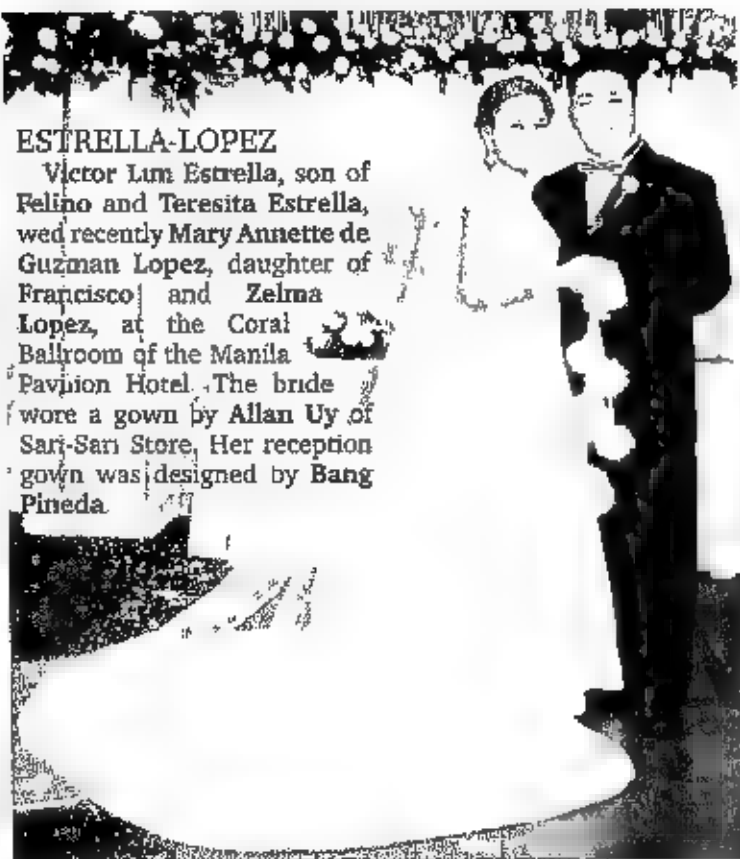 ESTRELLA-LOPEZ
Victor Lim Estrella, son of
Felino and Teresita Estrella,
wed recently Mary Annette de
Guzman Lopez, daughter of
Francisco and Zelma
Lopez, at the Coral
Ballroom of the Manila
Pavilion Hotel. The bride
wore a gown by Allan Uy of
Sari-Sari Store. Her reception
gown was designed by Bang
Pineda